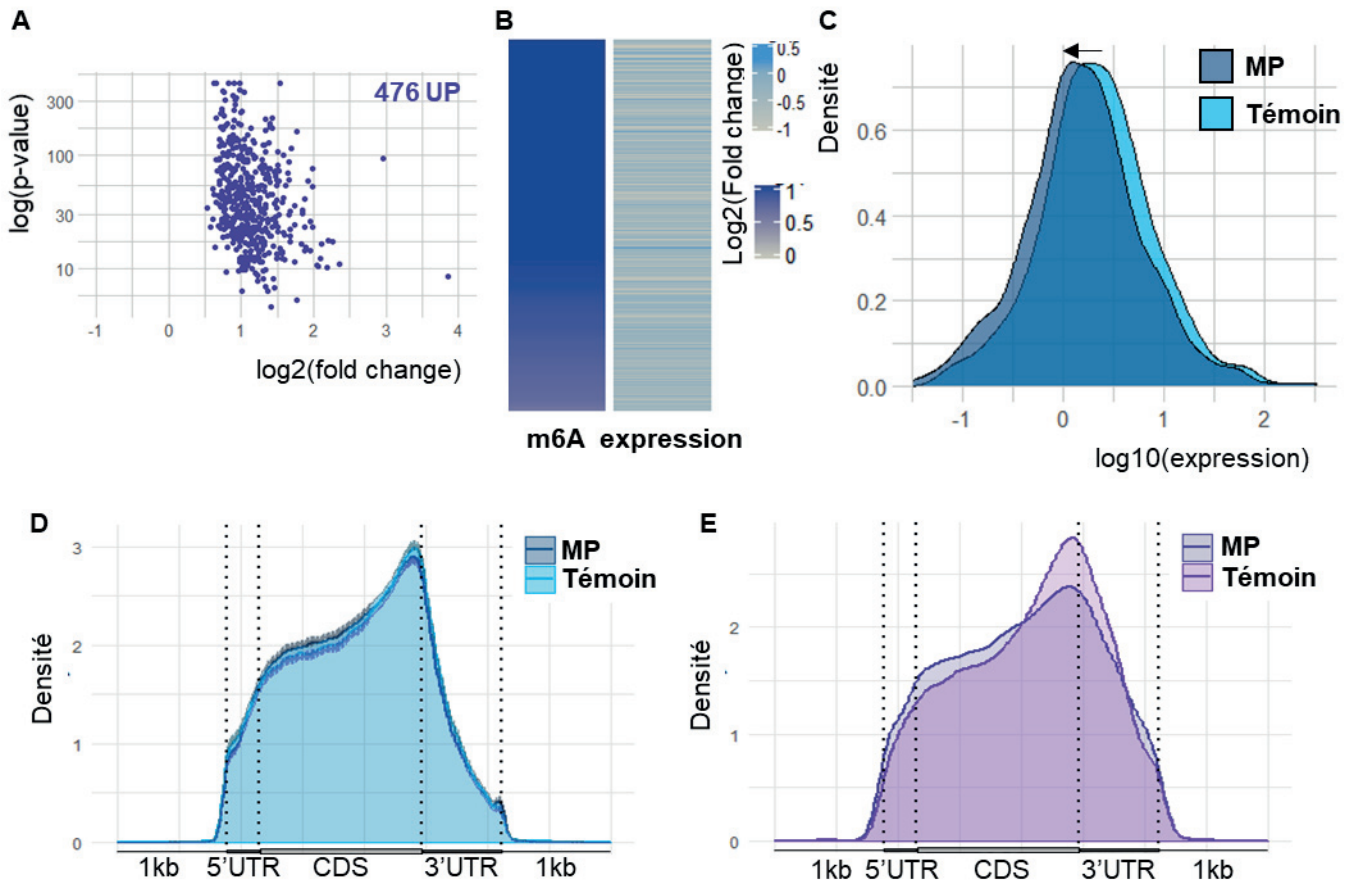 A
476 UP
log(p-value)
300
100
30
10
-1 0 1 2 3 4
log2(fold change)
B
m6A expression
Log2(Fold change)
0.5
0
-0.5
-1
1
0.5
0
C
MP
Témoin
Densité
0.6
0.4
0.2
0.0
-1 0 1 2
log10(expression)
D
MP
Témoin
Densité
3
2
1
0
1kb 5'UTR CDS 3'UTR 1kb
E
MP
Témoin
Densité
2
1
0
1kb 5'UTR CDS 3'UTR 1kb